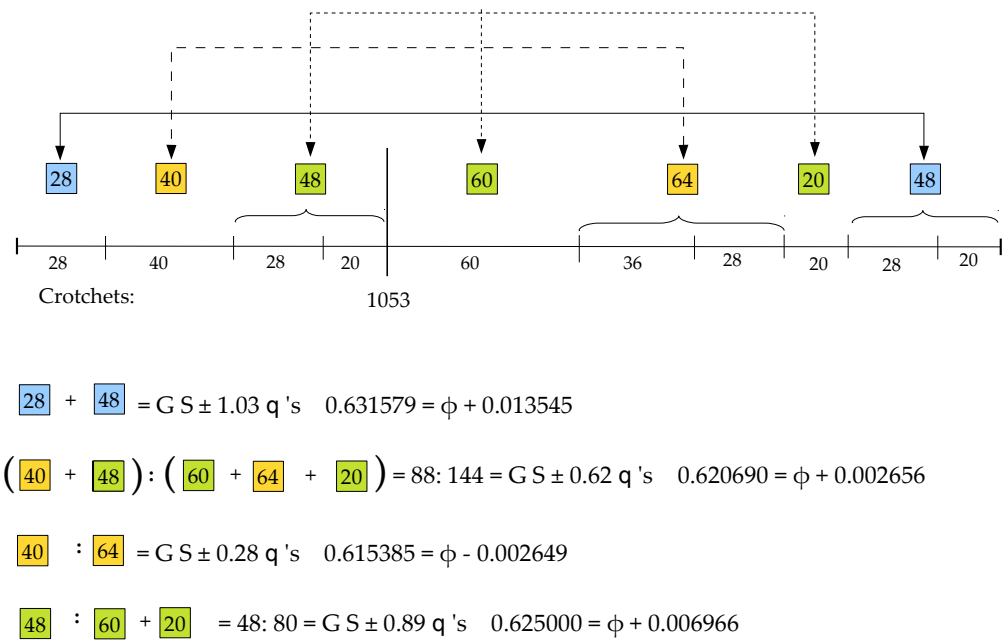 28 40 48 60 64 20 48
28 40 28 20 60 36 28 20 28 20
Crotchets: 1053
28 + 48 = G S ± 1.03 q 's 0.631579 = ϕ + 0.013545
( 40 + 48 ) : ( 60 + 64 + 20 ) = 88: 144 = G S ± 0.62 q 's 0.620690 = ϕ + 0.002656
40 : 64 = G S ± 0.28 q 's 0.615385 = ϕ - 0.002649
48 : 60 + 20 = 48: 80 = G S ± 0.89 q 's 0.625000 = ϕ + 0.006966